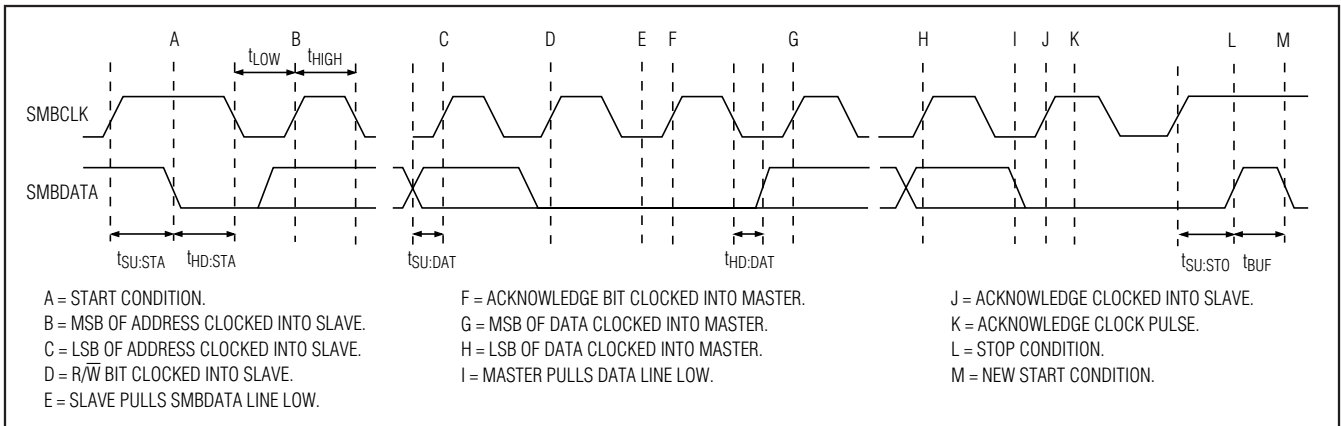 A B C D E F G H I J K L M
tLOW tHIGH
SMBCLK
SMBDATA
tSU:STA tHD:STA tSU:DAT tHD:DAT tSU:STO tBUF
A = START CONDITION.
B = MSB OF ADDRESS CLOCKED INTO SLAVE.
C = LSB OF ADDRESS CLOCKED INTO SLAVE.
D = R/W̅ BIT CLOCKED INTO SLAVE.
E = SLAVE PULLS SMBDATA LINE LOW.
F = ACKNOWLEDGE BIT CLOCKED INTO MASTER.
G = MSB OF DATA CLOCKED INTO MASTER.
H = LSB OF DATA CLOCKED INTO MASTER.
I = MASTER PULLS DATA LINE LOW.
J = ACKNOWLEDGE CLOCKED INTO SLAVE.
K = ACKNOWLEDGE CLOCK PULSE.
L = STOP CONDITION.
M = NEW START CONDITION.